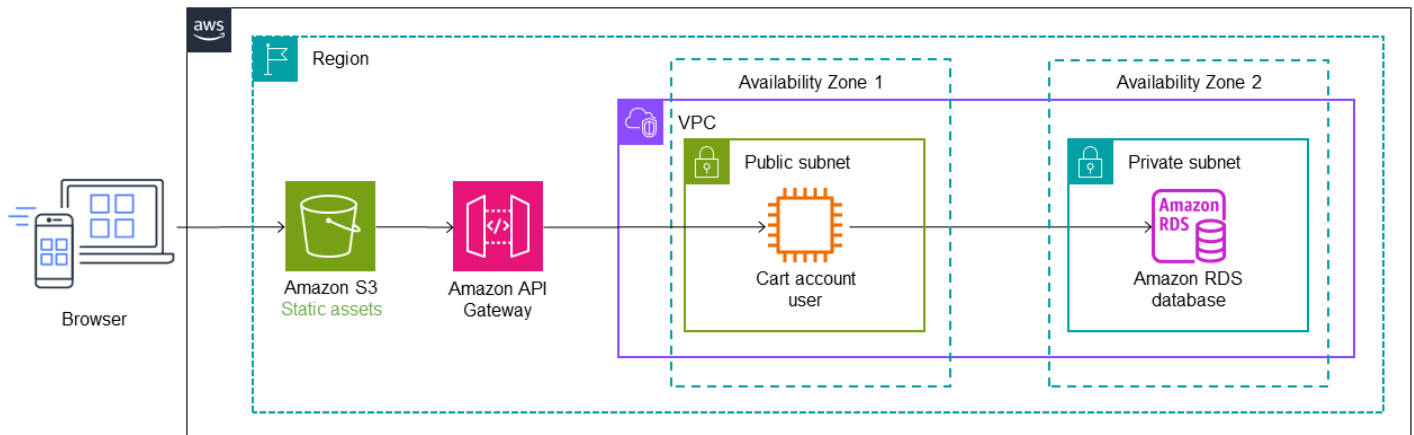 aws
Region
Availability Zone 1
Availability Zone 2
VPC
Public subnet
Private subnet
</>
Amazon
RDS
Amazon S3
Static assets
Amazon API
Gateway
Cart account
user
Amazon RDS
database
Browser